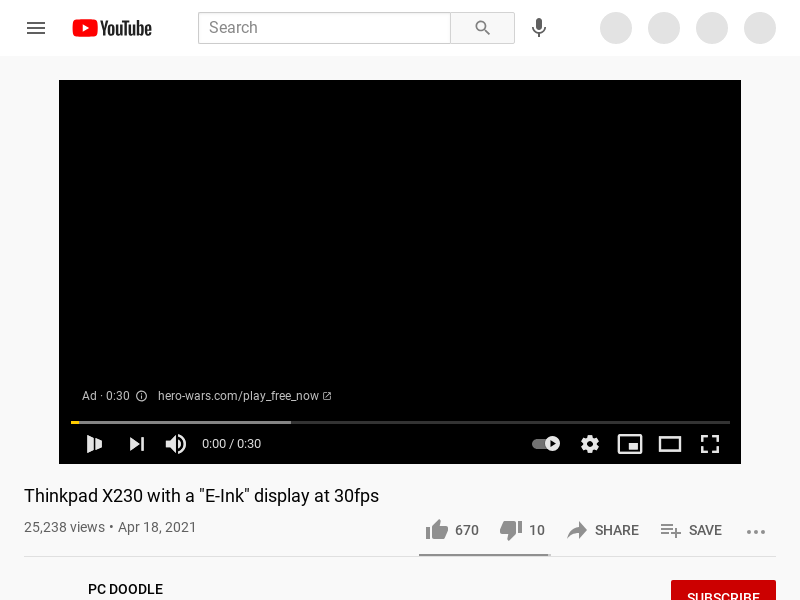 YouTube
Search
Ad · 0:30 hero-wars.com/play_free_now
0:00 / 0:30
Thinkpad X230 with a "E-Ink" display at 30fps
25,238 views • Apr 18, 2021
670 10 SHARE SAVE
PC DOODLE
SUBSCRIBE